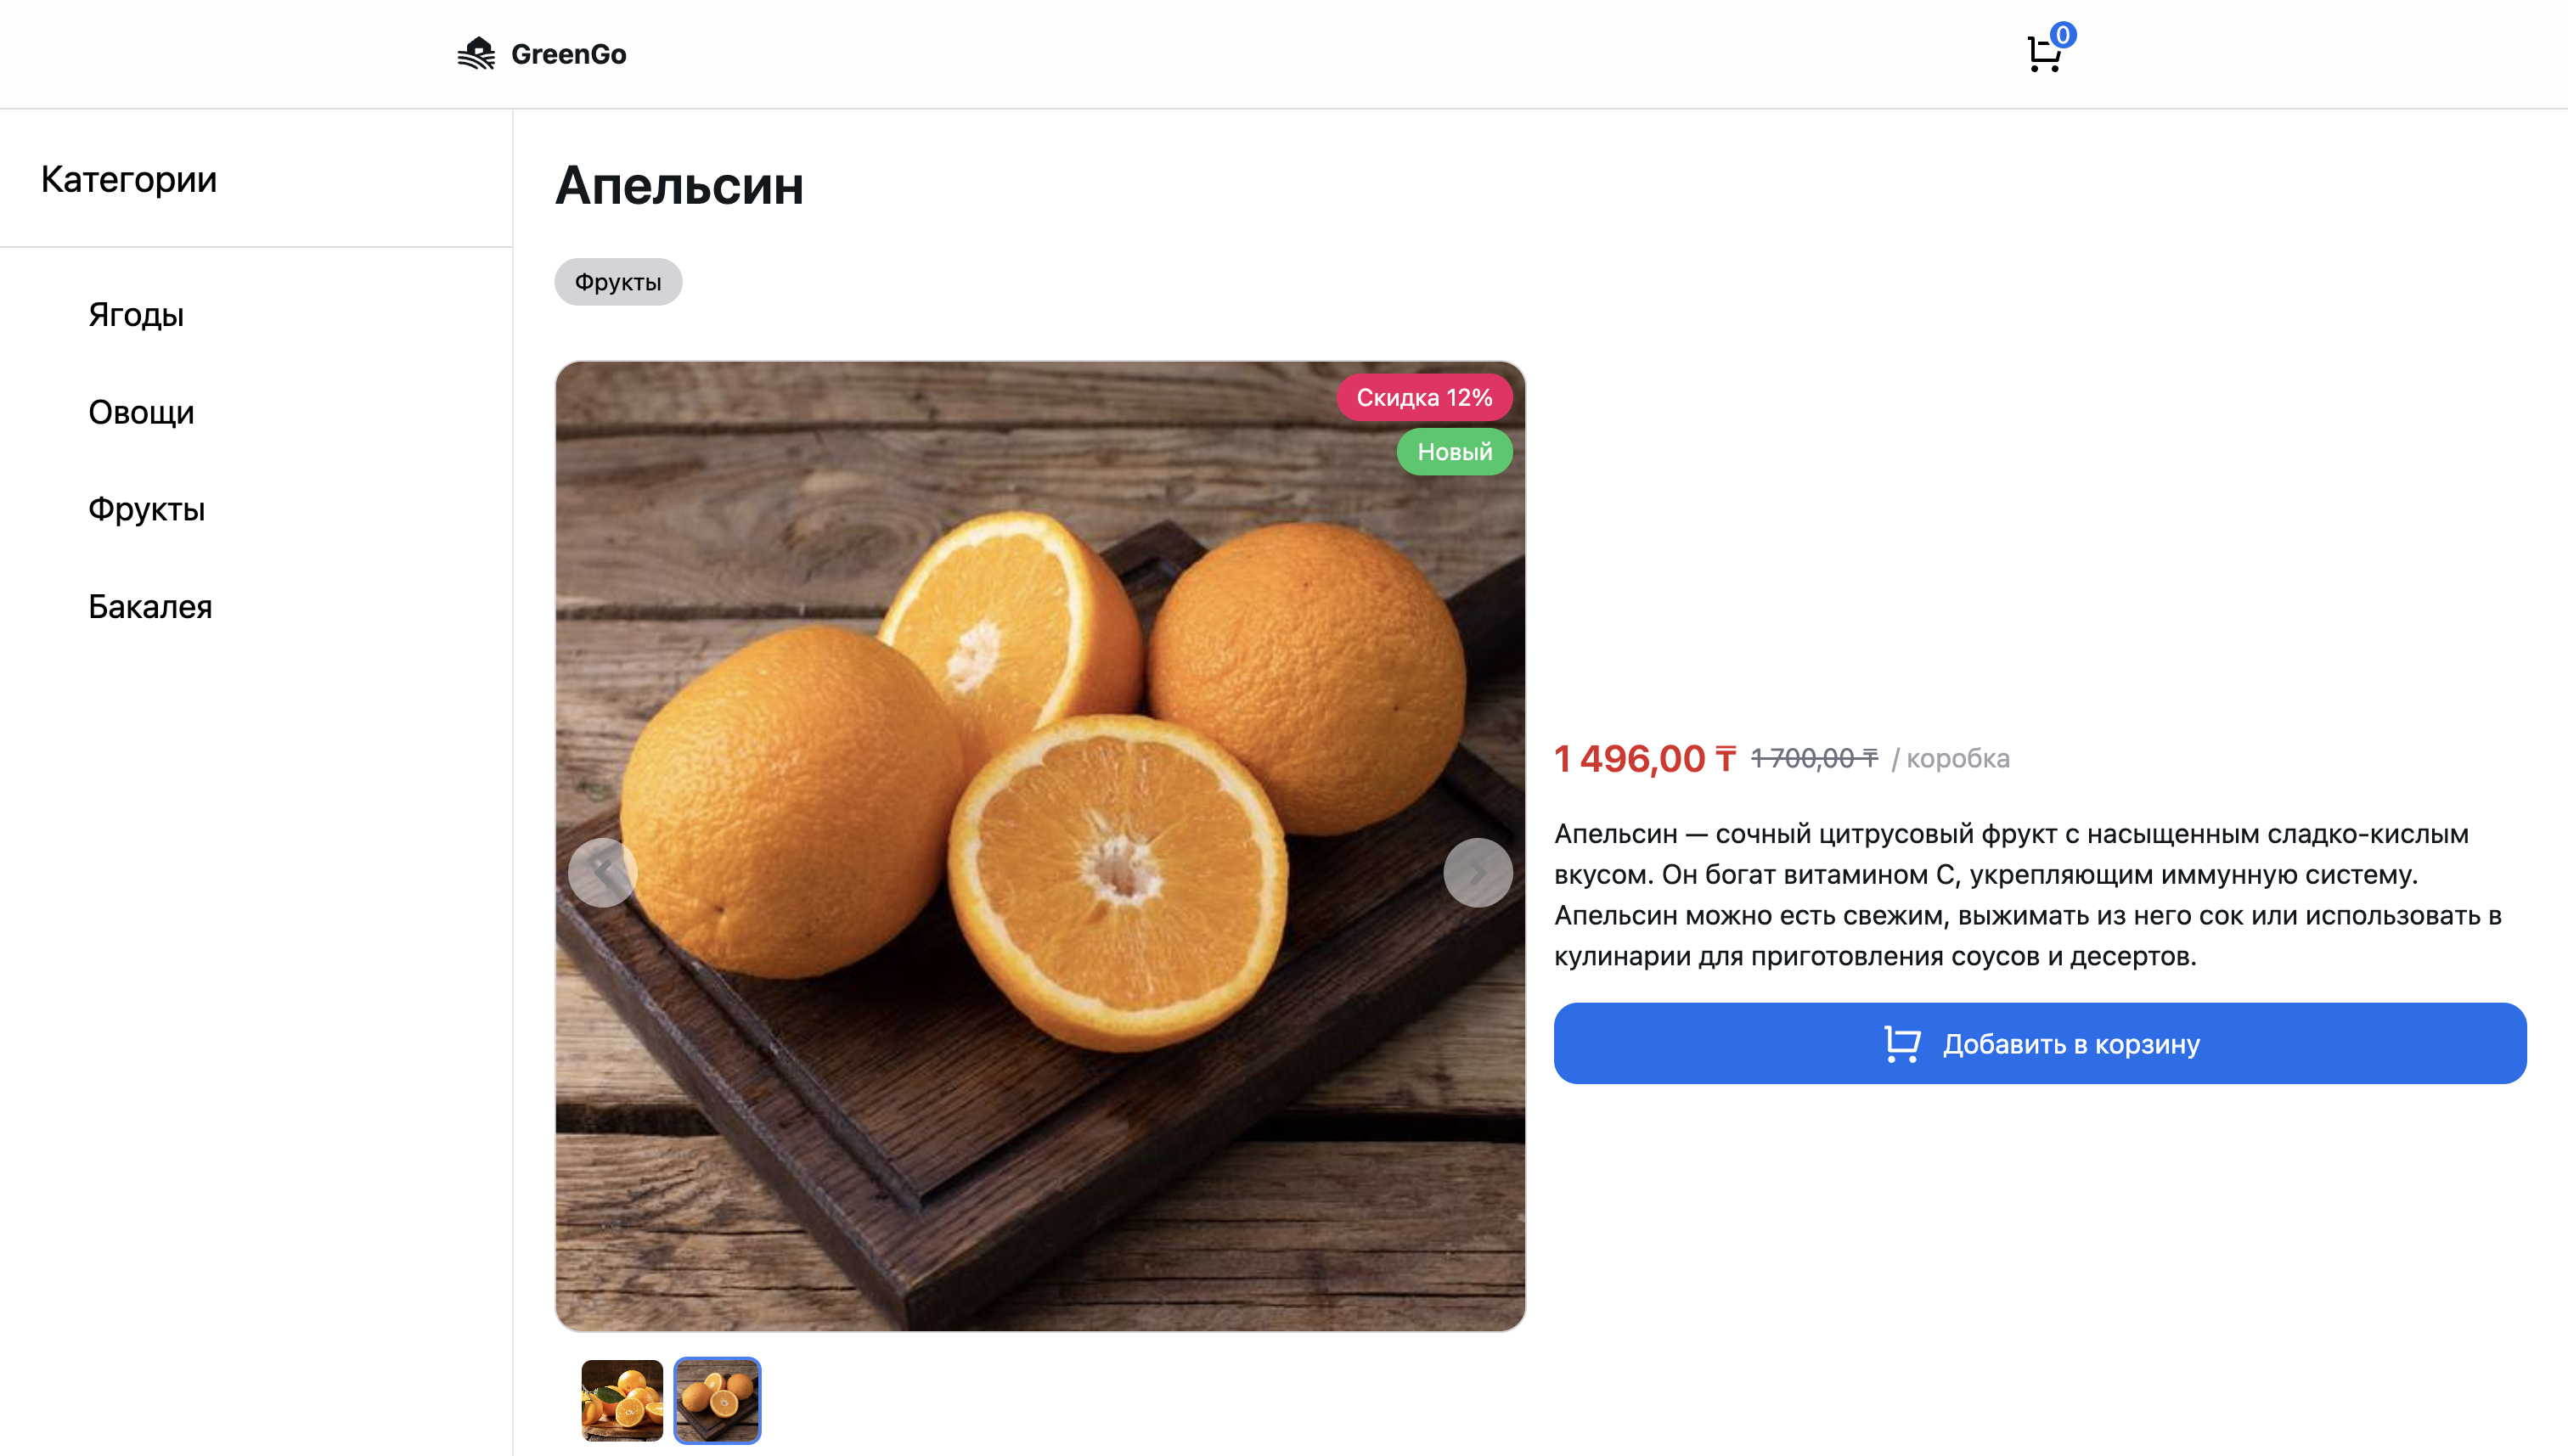 GreenGo
0
Категории
Ягоды
Овощи
Фрукты
Бакалея
Апельсин
Фрукты
Скидка 12%
Новый
1 496,00 ₸ 1 700,00 ₸ / коробка
Апельсин — сочный цитрусовый фрукт с насыщенным сладко-кислым
вкусом. Он богат витамином C, укрепляющим иммунную систему.
Апельсин можно есть свежим, выжимать из него сок или использовать в
кулинарии для приготовления соусов и десертов.
Добавить в корзину